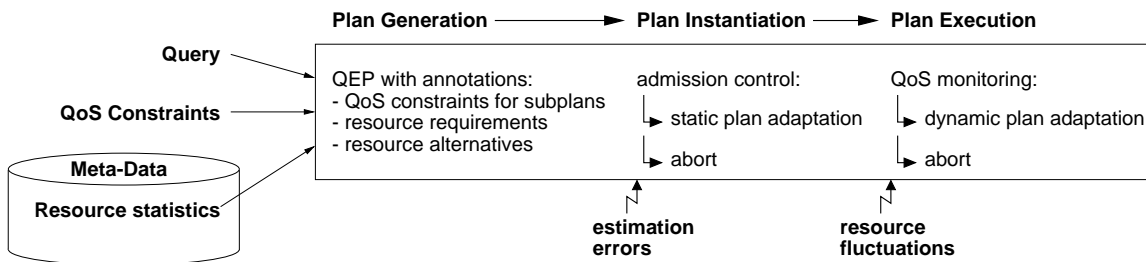 Plan Generation Plan Instantiation Plan Execution
Query
QoS Constraints
Meta-Data
Resource statistics
QEP with annotations:
- QoS constraints for subplans
- resource requirements
- resource alternatives
admission control:
static plan adaptation
abort
QoS monitoring:
dynamic plan adaptation
abort
estimation
errors
resource
fluctuations